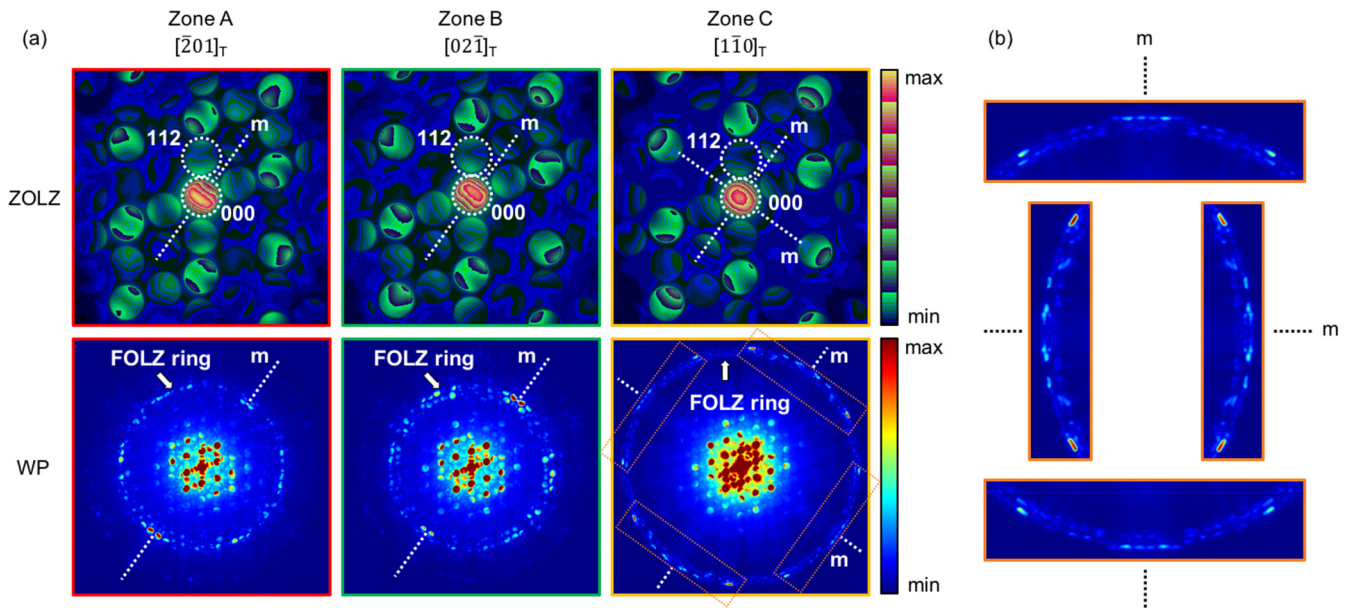 (a)
Zone A
[2̅01]T
Zone B
[021̅]T
Zone C
[11̅0]T
(b)
m
ZOLZ
112
m
000
112
m
000
112
m
000
m
max
min
m
m
WP
FOLZ ring
m
FOLZ ring
m
FOLZ ring
m
m
max
min